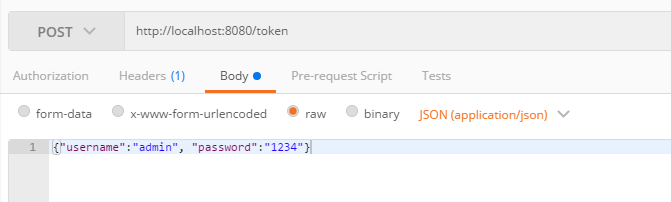 POST http://localhost:8080/token
Authorization Headers (1) Body Pre-request Script Tests
form-data x-www-form-urlencoded raw binary JSON (application/json)
1 {"username":"admin", "password":"1234"}